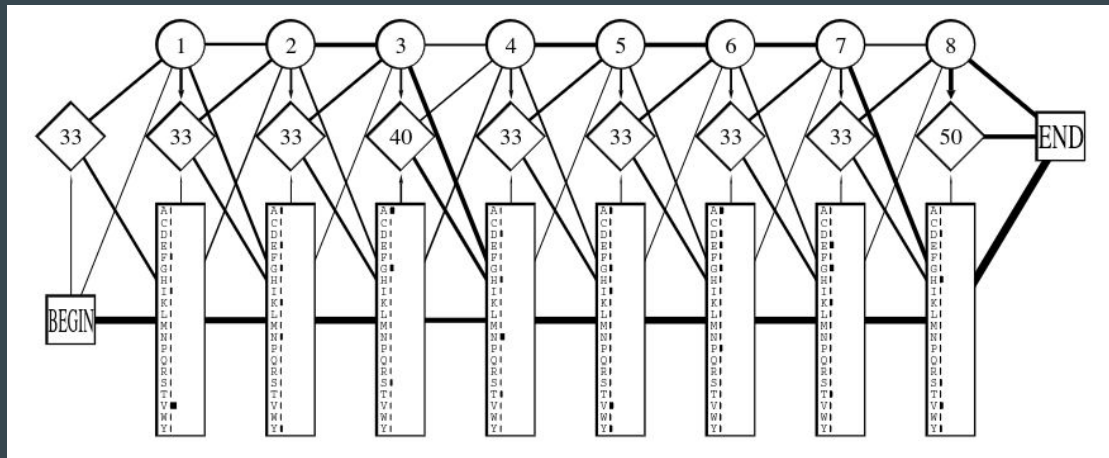 1 2 3 4 5 6 7 8
33 33 33 40 33 33 33 33 50 END
BEGIN
A A A A A A A A
C C C C C C C C
D D D D D D D D
E E E E E E E E
F F F F F F F F
G G G G G G G G
H H H H H H H H
I I I I I I I I
K K K K K K K K
L L L L L L L L
M M M M M M M M
N N N N N N N N
P P P P P P P P
Q Q Q Q Q Q Q Q
R R R R R R R R
S S S S S S S S
T T T T T T T T
V V V V V V V V
W W W W W W W W
Y Y Y Y Y Y Y Y